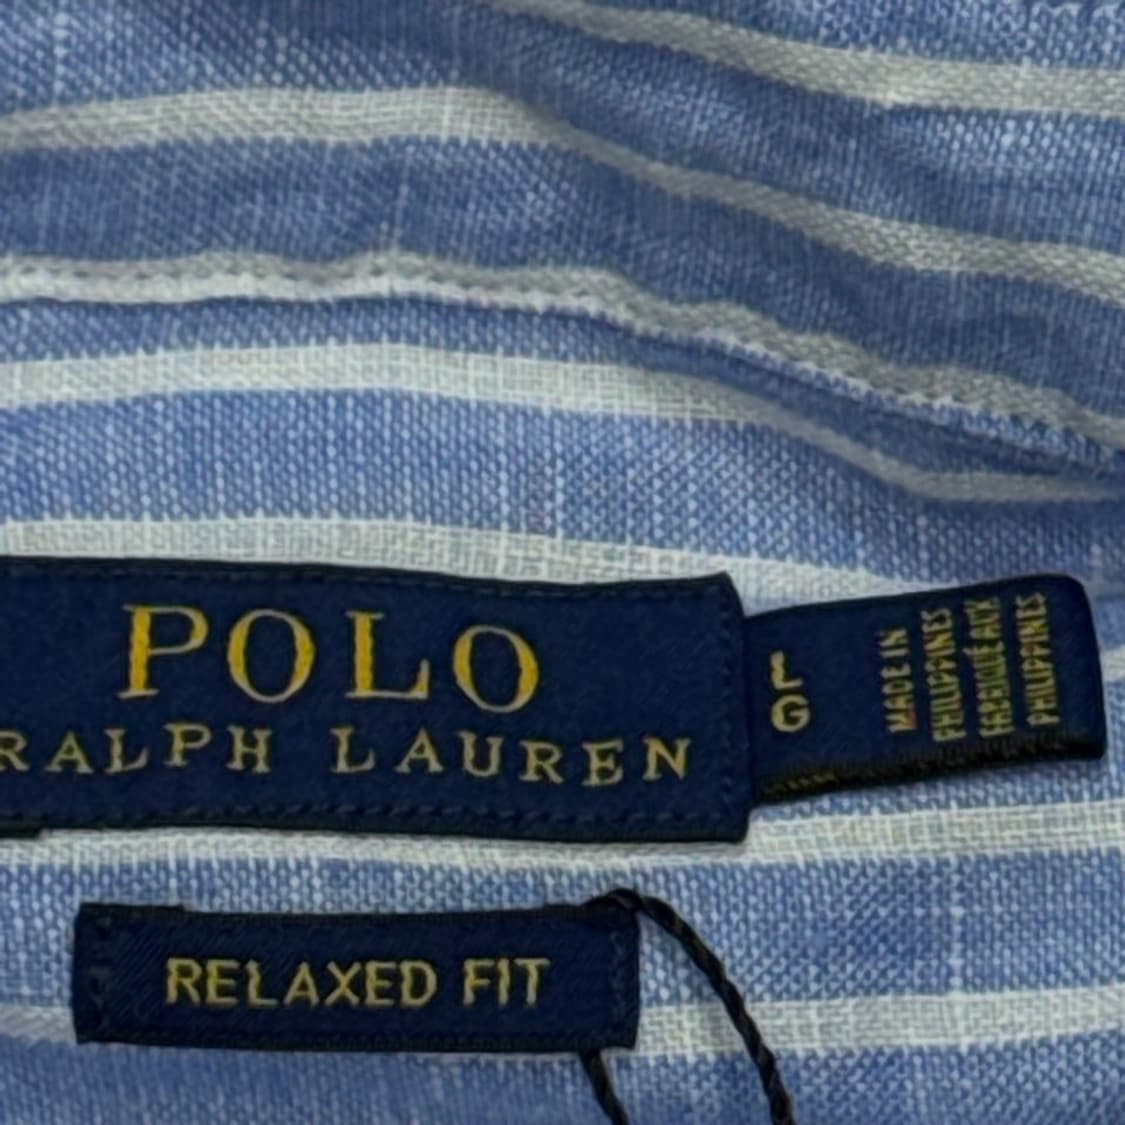 POLO
RALPH LAUREN
L
G
MADE IN
PHILIPPINES
FABRIQUÉ AUX
PHILIPPINES
RELAXED FIT